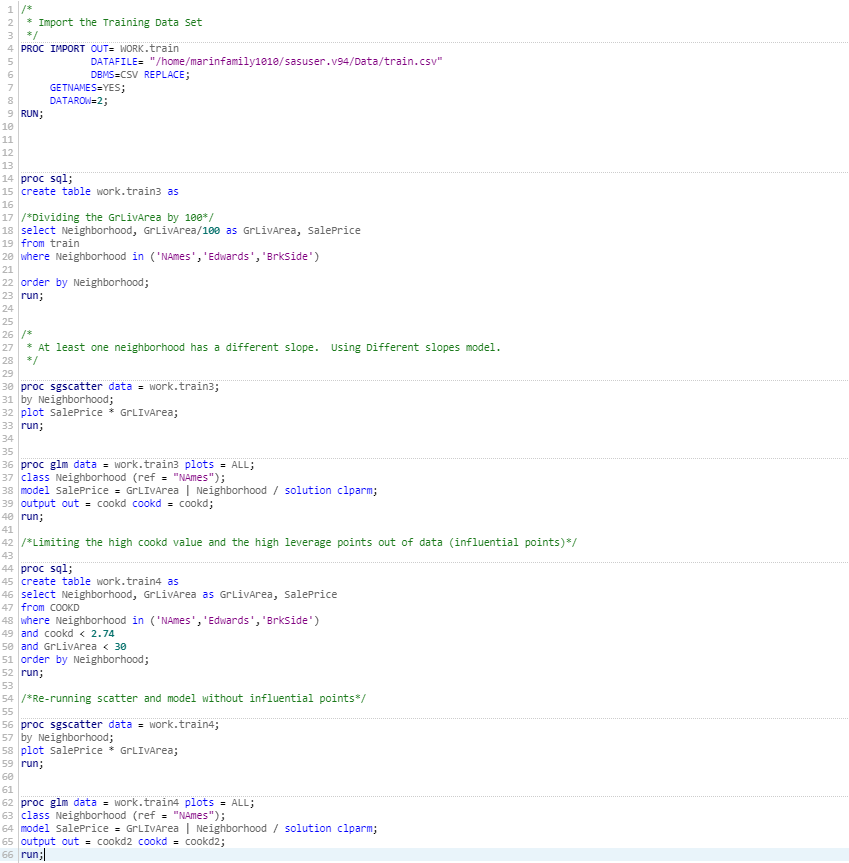 1 /*
2  * Import the Training Data Set
3  */
4 PROC IMPORT OUT= WORK.train
5             DATAFILE= "/home/marinfamily1010/sasuser.v94/Data/train.csv"
6             DBMS=CSV REPLACE;
7      GETNAMES=YES;
8      DATAROW=2;
9 RUN;
10
11
12
13
14 proc sql;
15 create table work.train3 as
16
17 /*Dividing the GrLivArea by 100*/
18 select Neighborhood, GrLivArea/100 as GrLivArea, SalePrice
19 from train
20 where Neighborhood in ('NAmes','Edwards','BrkSide')
21
22 order by Neighborhood;
23 run;
24
25
26 /*
27  * At least one neighborhood has a different slope.  Using Different slopes model.
28  */
29
30 proc sgscatter data = work.train3;
31 by Neighborhood;
32 plot SalePrice * GrLIvArea;
33 run;
34
35
36 proc glm data = work.train3 plots = ALL;
37 class Neighborhood (ref = "NAmes");
38 model SalePrice = GrLIvArea | Neighborhood / solution clparm;
39 output out = cookd cookd = cookd;
40 run;
41
42 /*Limiting the high cookd value and the high leverage points out of data (influential points)*/
43
44 proc sql;
45 create table work.train4 as
46 select Neighborhood, GrLivArea as GrLivArea, SalePrice
47 from COOKD
48 where Neighborhood in ('NAmes','Edwards','BrkSide')
49 and cookd < 2.74
50 and GrLivArea < 30
51 order by Neighborhood;
52 run;
53
54 /*Re-running scatter and model without influential points*/
55
56 proc sgscatter data = work.train4;
57 by Neighborhood;
58 plot SalePrice * GrLIvArea;
59 run;
60
61
62 proc glm data = work.train4 plots = ALL;
63 class Neighborhood (ref = "NAmes");
64 model SalePrice = GrLIvArea | Neighborhood / solution clparm;
65 output out = cookd2 cookd = cookd2;
66 run;